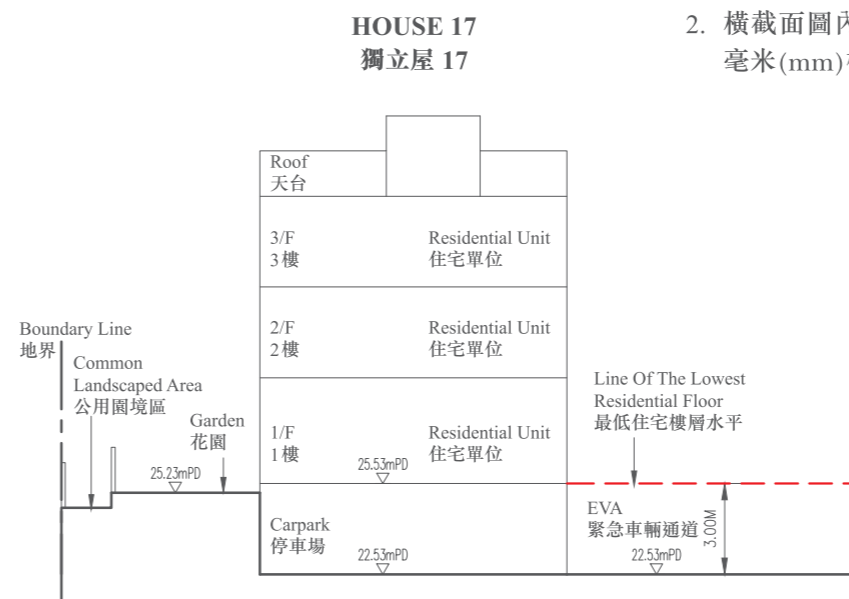 HOUSE 17
獨立屋 17
2. 橫截面圖內
毫米(mm)
Roof
天台
3/F
3樓
Residential Unit
住宅單位
2/F
2樓
Residential Unit
住宅單位
Boundary Line
地界
Common
Landscaped Area
公用園境區
Garden
花園
25.23mPD
1/F
1樓
25.53mPD
Residential Unit
住宅單位
Line Of The Lowest
Residential Floor
最低住宅樓層水平
Carpark
停車場
22.53mPD
EVA
緊急車輛通道
22.53mPD
3.00M